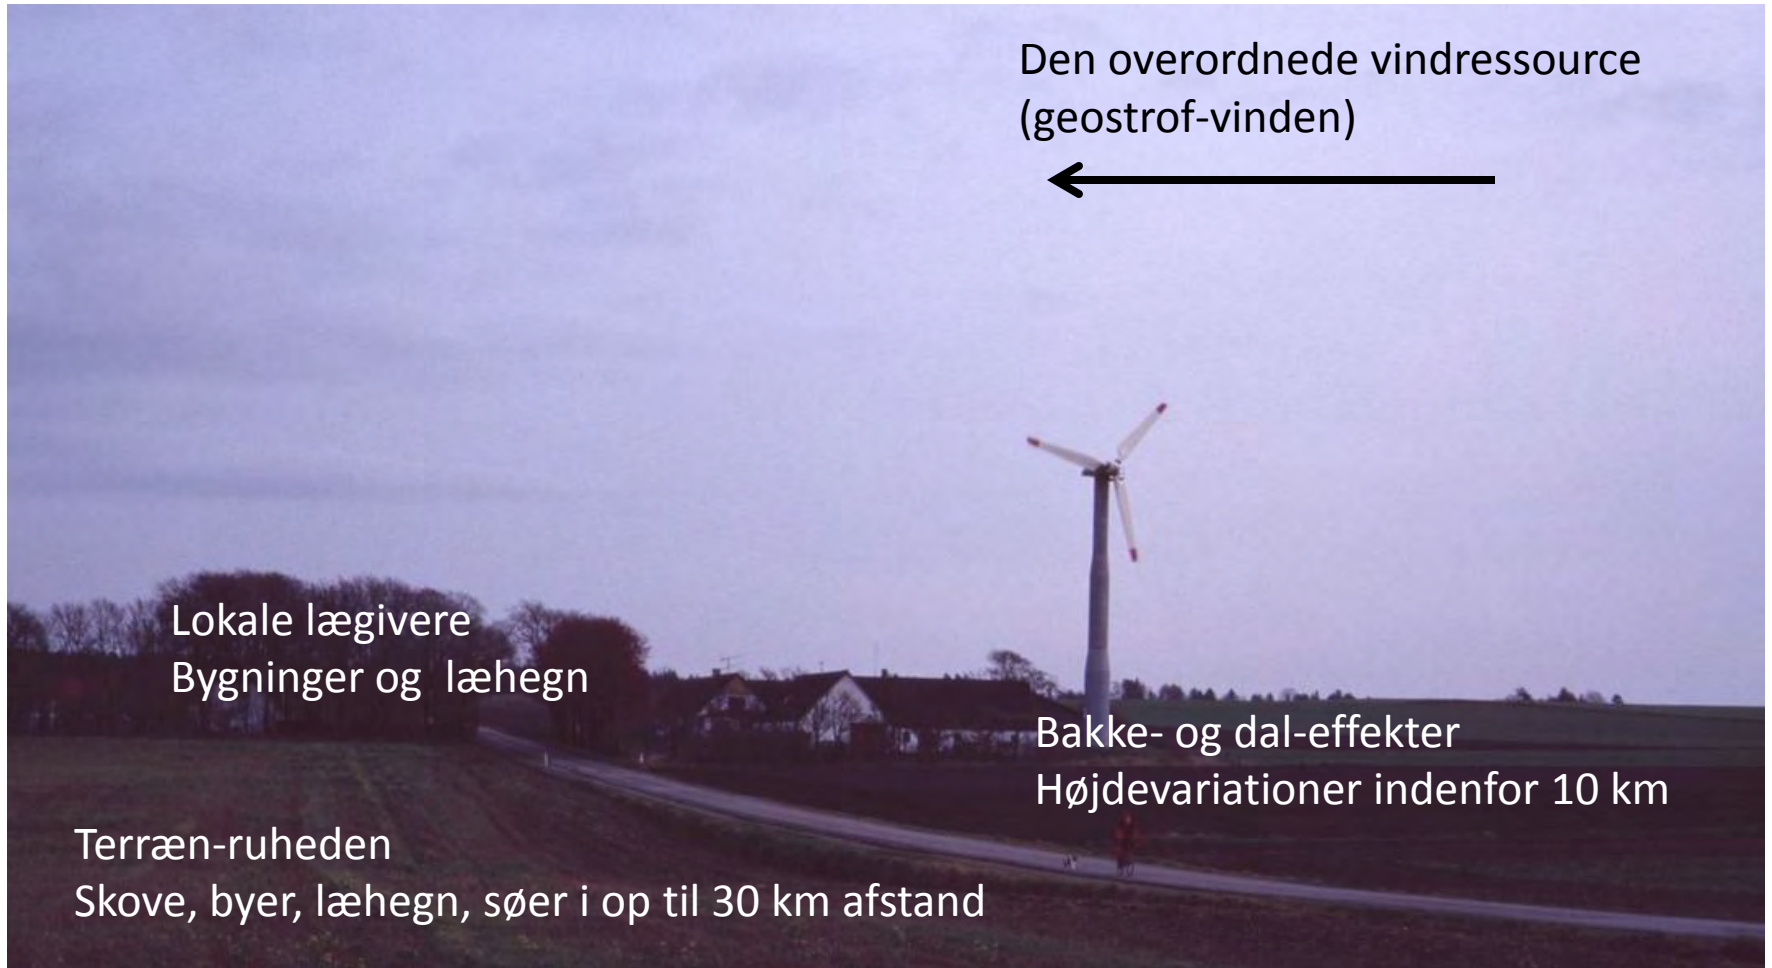 Den overordnede vindressource
(geostrof-vinden)
Lokale lægivere
Bygninger og læhegn
Bakke- og dal-effekter
Højdevariationer indenfor 10 km
Terræn-ruheden
Skove, byer, læhegn, søer i op til 30 km afstand